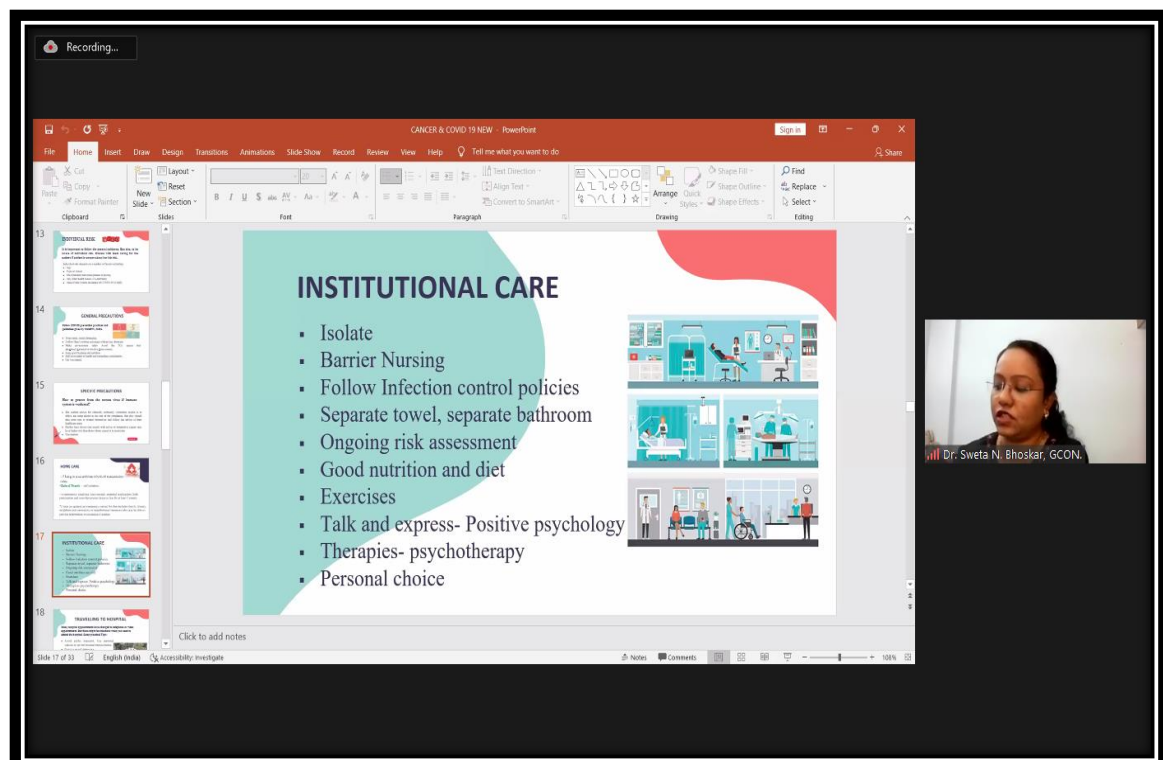 Recording...
CANCER & COVID 19 NEW - PowerPoint
Sign in
File Home Insert Draw Design Transitions Animations Slide Show Record Review View Help Tell me what you want to do
Share
Paste
Cut
Copy
Format Painter
Clipboard
New Slide
Layout
Reset
Section
Slides
Font
Text Direction
Align Text
Convert to SmartArt
Paragraph
Arrange
Quick Styles
Shape Fill
Shape Outline
Shape Effects
Drawing
Find
Replace
Select
Editing
13
INDIVIDUAL RISK
14
GENERAL PRECAUTIONS
15
SPECIFIC PRECAUTIONS
16
HOME CARE
17
INSTITUTIONAL CARE
18
TRAVELLING TO HOSPITAL
INSTITUTIONAL CARE
▪ Isolate
▪ Barrier Nursing
▪ Follow Infection control policies
▪ Separate towel, separate bathroom
▪ Ongoing risk assessment
▪ Good nutrition and diet
▪ Exercises
▪ Talk and express- Positive psychology
▪ Therapies- psychotherapy
▪ Personal choice
Click to add notes
Slide 17 of 33 English (India) Accessibility: Investigate Notes Comments 108%
Dr. Sweta N. Bhoskar, GCON.